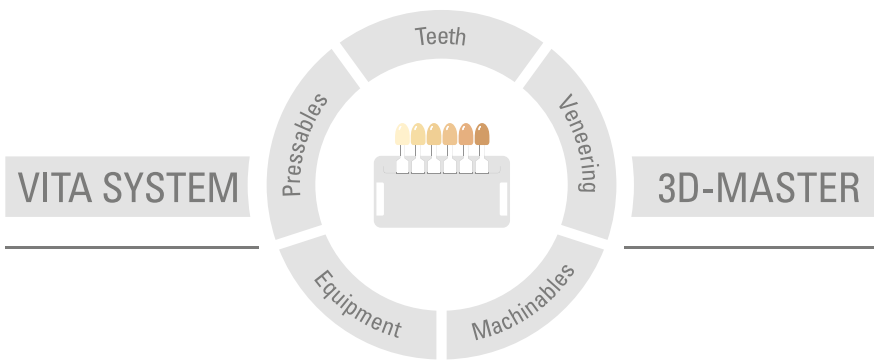 Teeth
Veneering
Pressables
VITA SYSTEM
3D-MASTER
Equipment
Machinables